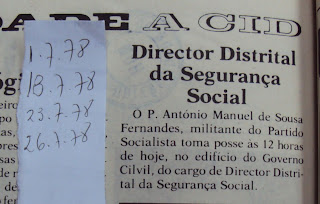 DADE A CID
1.7.78
18.7.78
23.7.78
26.7.78
Director Distrital
da Segurança
Social
O P. António Manuel de Sousa
Fernandes, militante do Partido
Socialista toma posse às 12 horas
de hoje, no edifício do Governo
Cilvil, do cargo de Director Distri-
tal da Segurança Social.